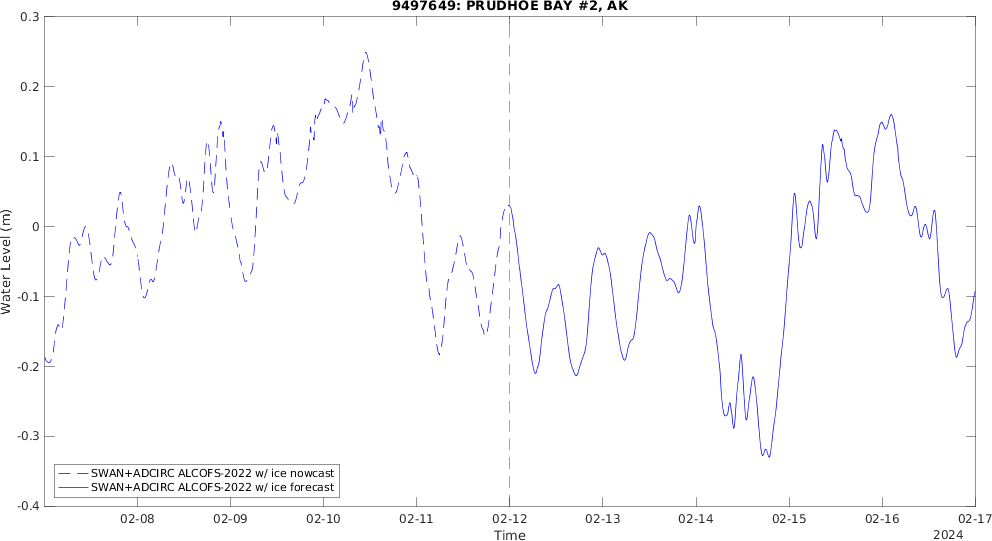 9497649: PRUDHOE BAY #2, AK
Water Level (m)
0.3
0.2
0.1
0
-0.1
-0.2
-0.3
-0.4
SWAN+ADCIRC ALCOFS-2022 w/ ice nowcast
SWAN+ADCIRC ALCOFS-2022 w/ ice forecast
02-08 02-09 02-10 02-11 02-12 02-13 02-14 02-15 02-16 02-17
Time
2024